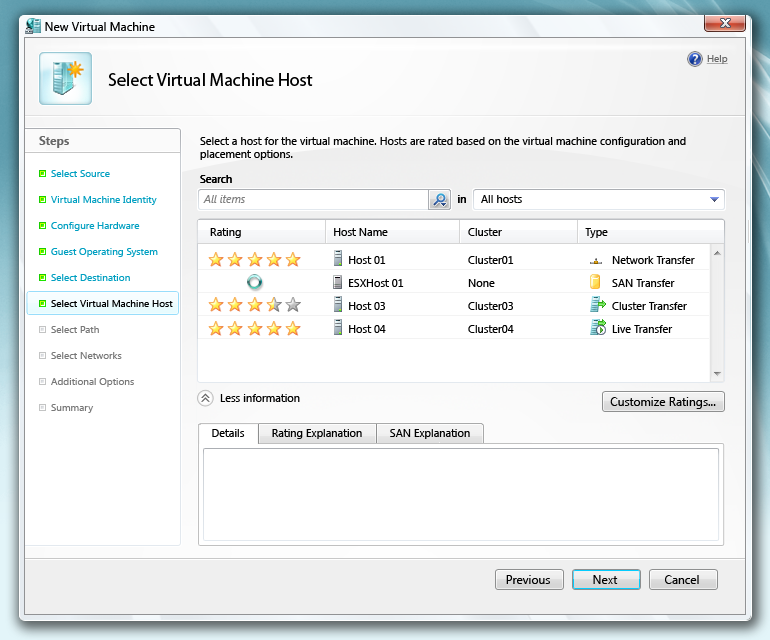 New Virtual Machine
Select Virtual Machine Host
Help
Steps
Select Source
Virtual Machine Identity
Configure Hardware
Guest Operating System
Select Destination
Select Virtual Machine Host
Select Path
Select Networks
Additional Options
Summary
Select a host for the virtual machine. Hosts are rated based on the virtual machine configuration and
placement options.
Search
All items in All hosts
Rating Host Name Cluster Type
Host 01 Cluster01 Network Transfer
ESXHost 01 None SAN Transfer
Host 03 Cluster03 Cluster Transfer
Host 04 Cluster04 Live Transfer
Less information Customize Ratings...
Details Rating Explanation SAN Explanation
Previous Next Cancel